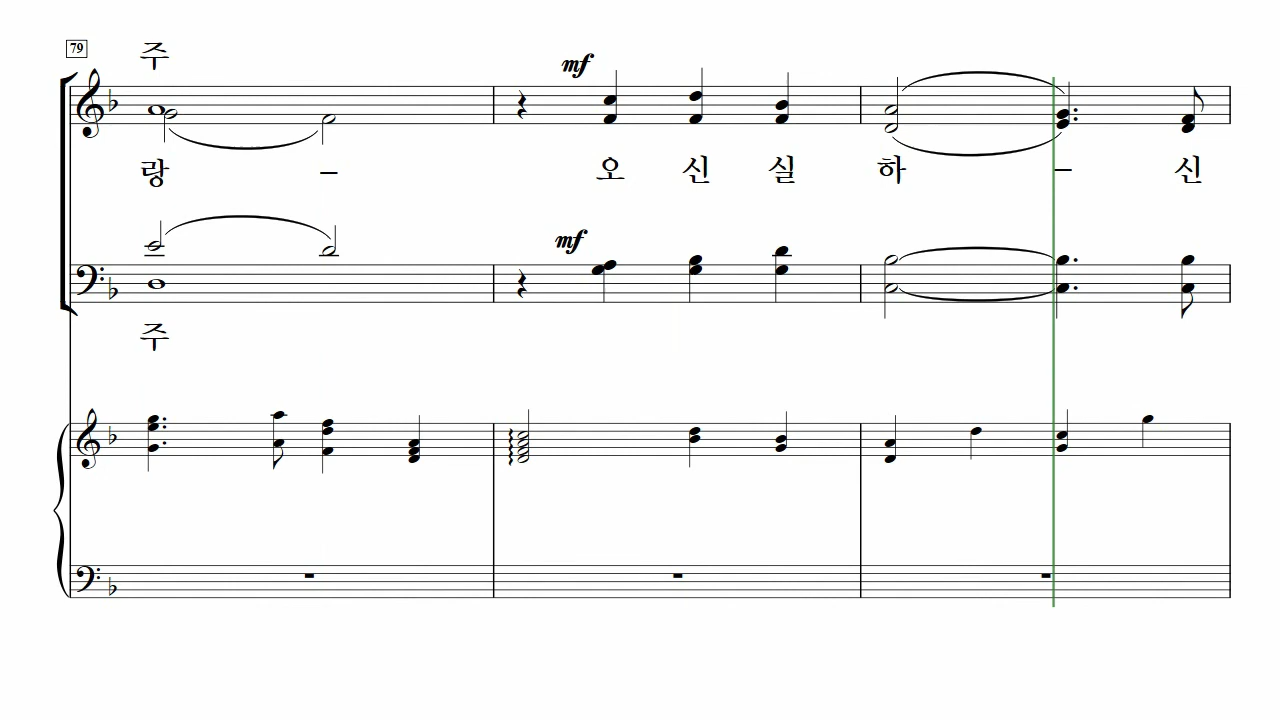 79
주
mf
랑 – 오 신 실 하 – 신
mf
주